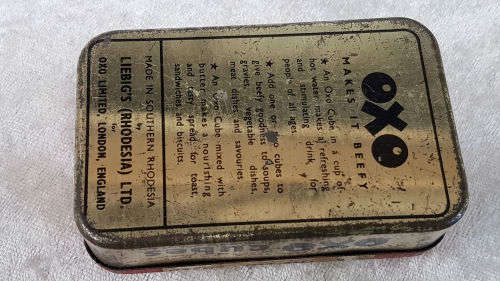 OXO
MAKES IT BEEFY
★ An Oxo Cube in a cup of
hot water makes a refreshing
and stimulating drink for
people of all ages.
★ Add one or two cubes to
give beefy goodness to soups,
gravies, vegetable dishes,
meat dishes and savouries.
★ An Oxo Cube mixed with
butter makes a nourishing
and tasty spread for toast,
sandwiches and biscuits.
MADE IN SOUTHERN RHODESIA
by
LIEBIG'S (RHODESIA) LTD.
for
OXO LIMITED, LONDON, ENGLAND
OXO CUBES